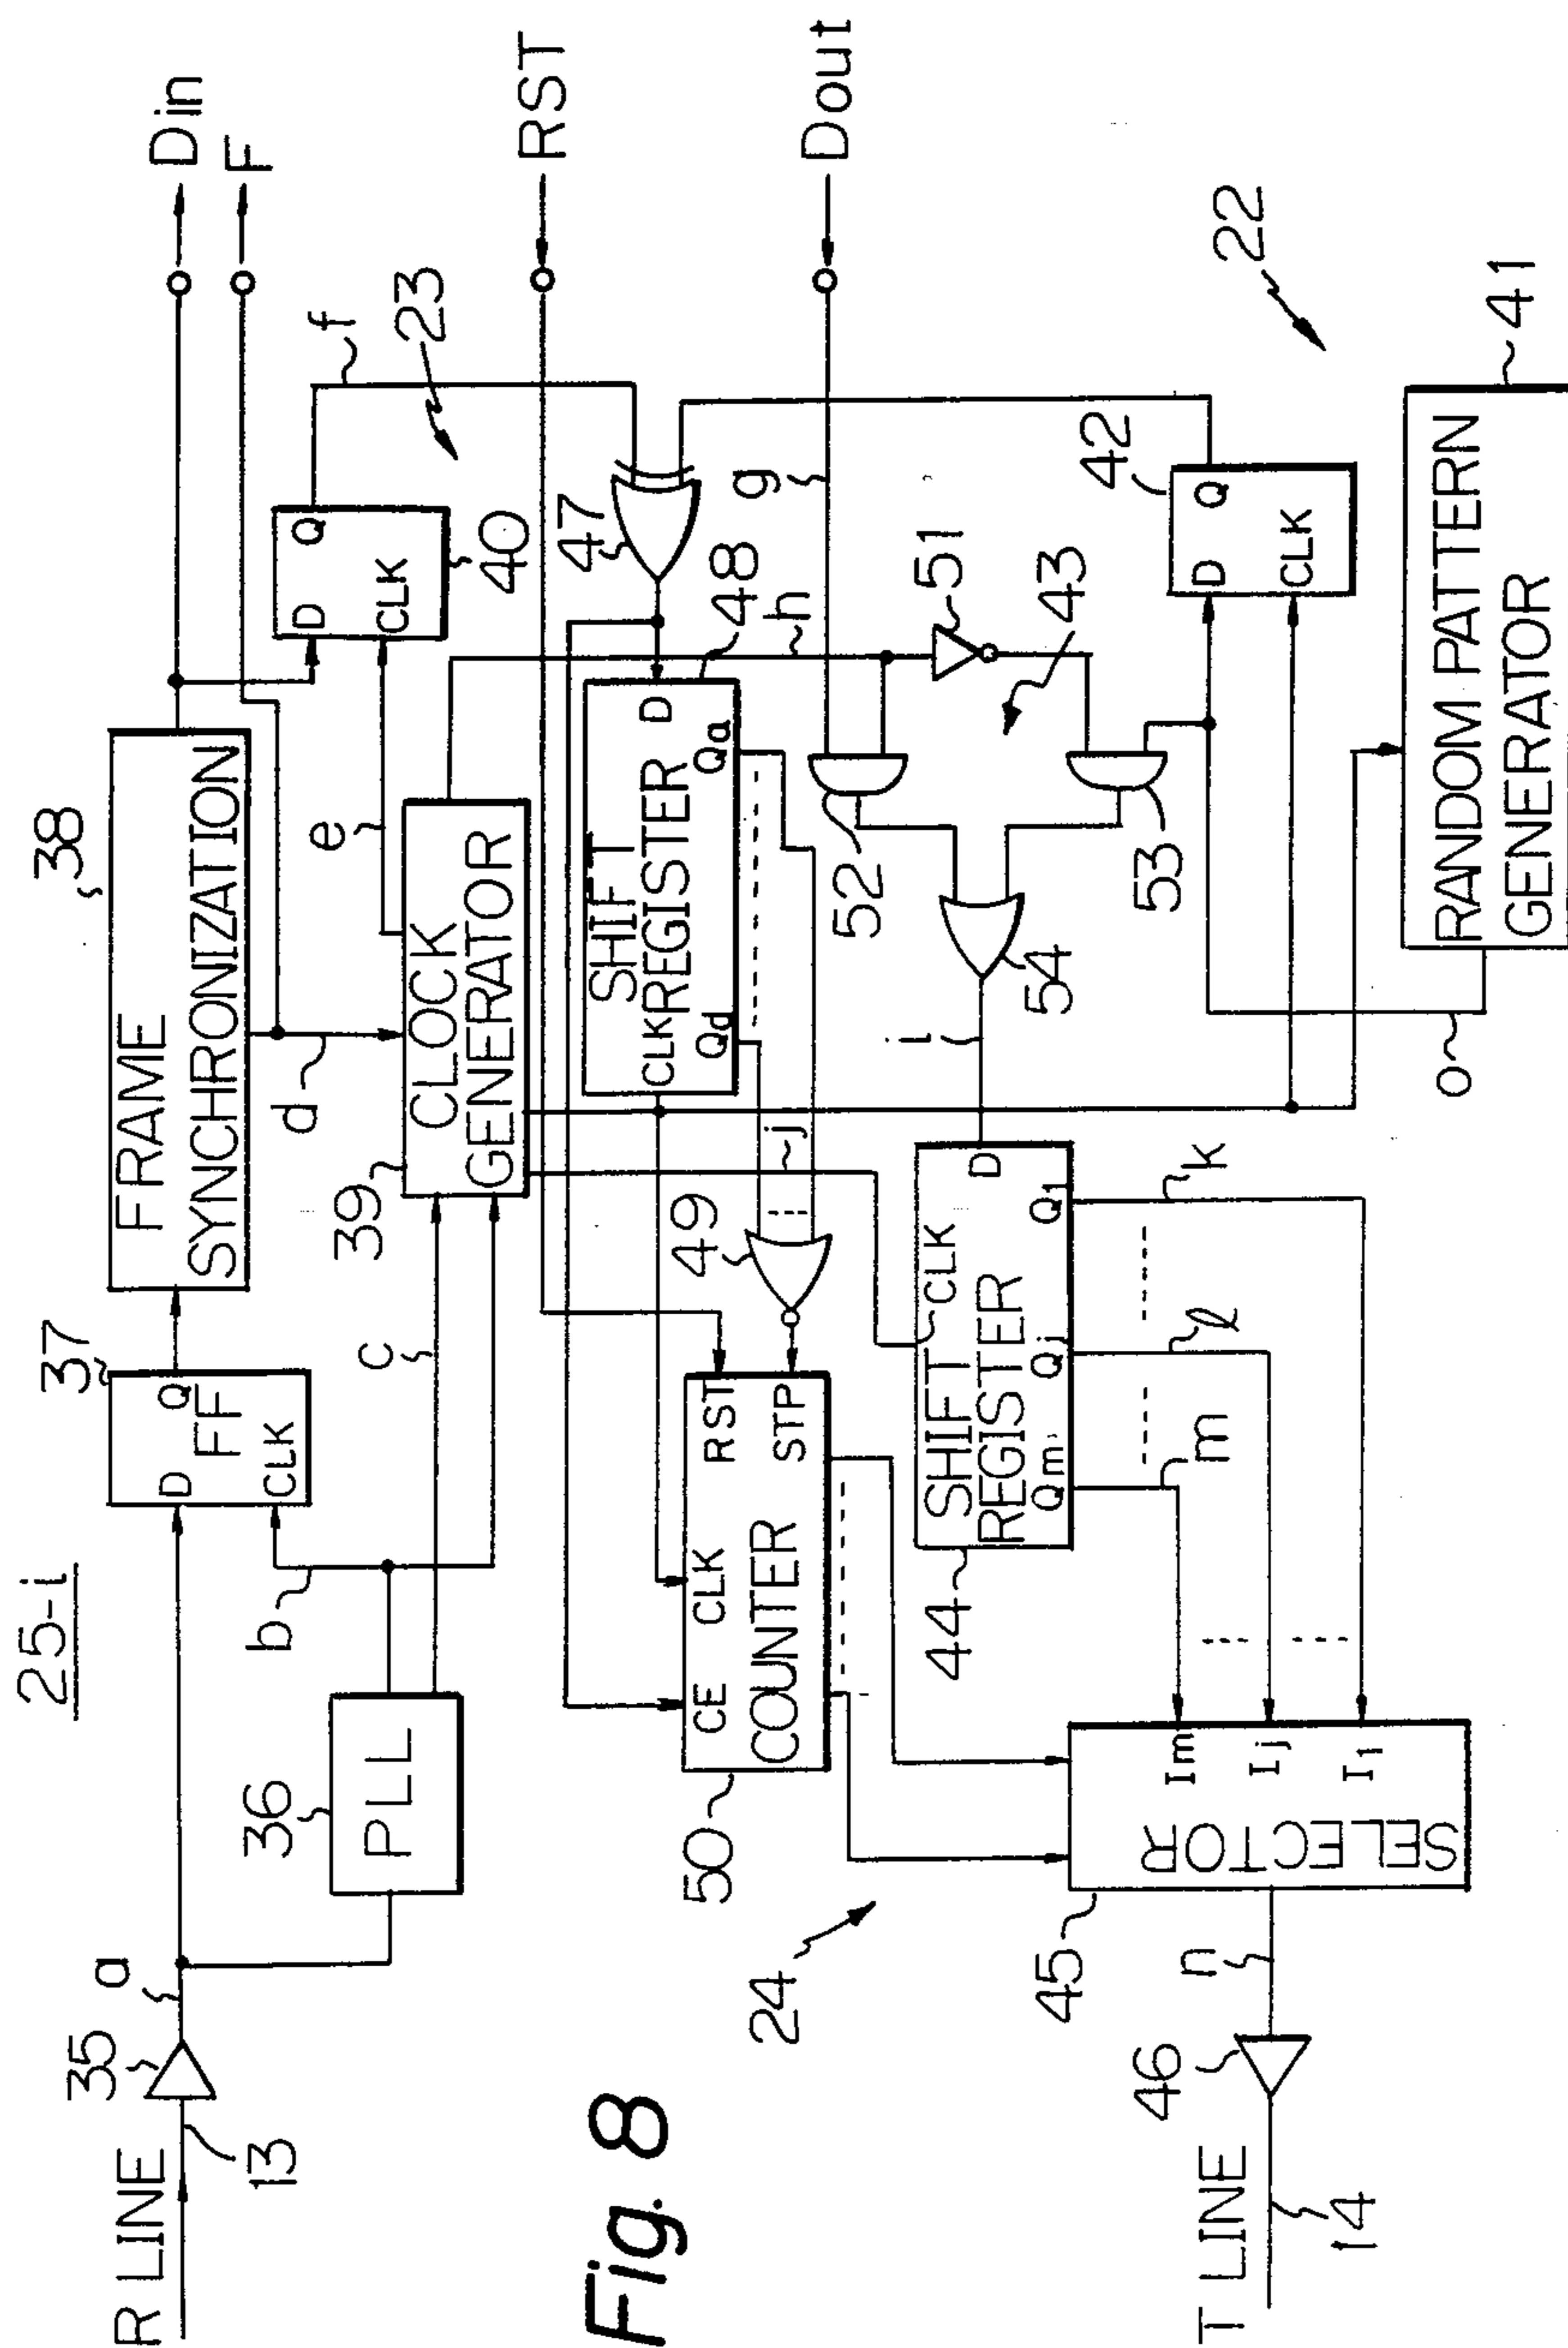 25-i
R LINE
13
35
a
36
PLL
b
c
37
D Q
FF
CLK
38
FRAME
SYNCHRONIZATION
d
Din
F
39
CLOCK
GENERATOR
e
D Q
CLK
40
f
23
RST
47
48
SHIFT
REGISTER
D
CLK
Qa
Qd
h
j
49
50
CE CLK
RST
STP
COUNTER
Dout
g
51
43
52
53
54
i
42
D Q
CLK
22
41
RANDOM PATTERN
GENERATOR
o
44
SHIFT
REGISTER
CLK
D
Q1
Qj
Qm
k
ℓ
m
24
45
SELECTOR
Im
Ij
I1
n
46
T LINE
14
Fig. 8